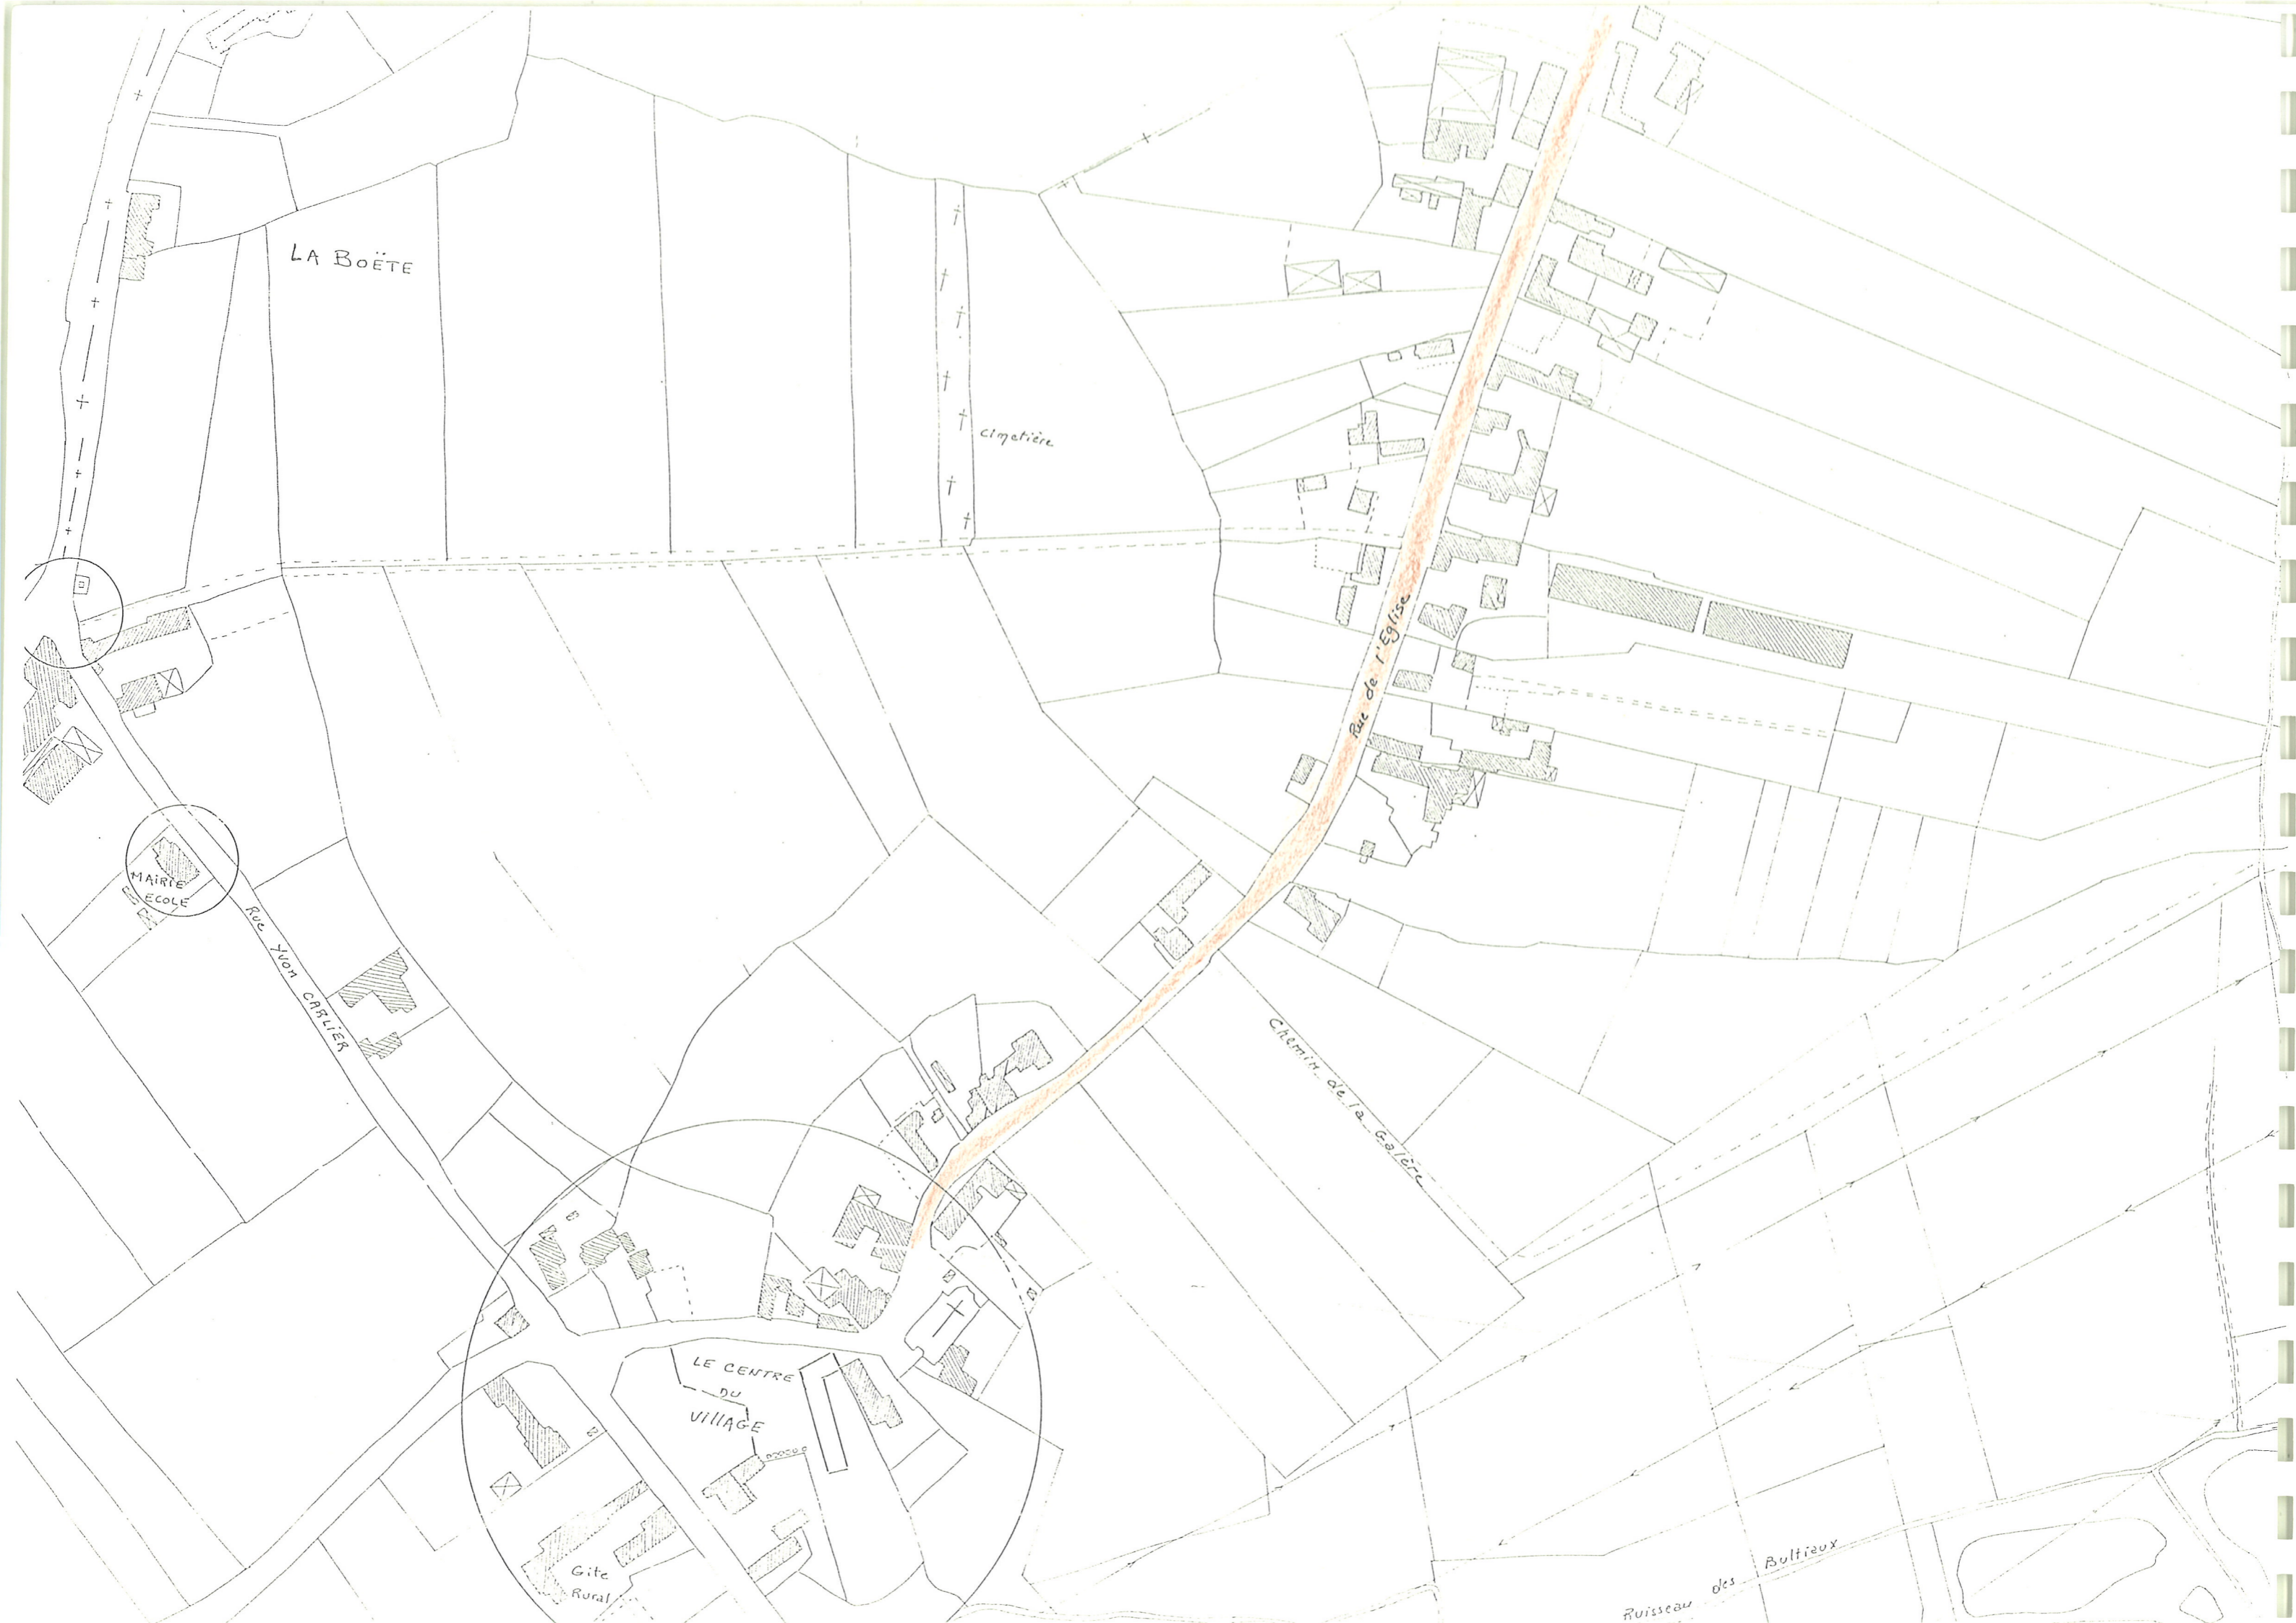 LA BOËTE
cimetière
Rue de l'Eglise
MAIRIE
ECOLE
Rue Yvon CARLIER
Chemin de la Galère
LE CENTRE
DU
VillAGE
Gite
Rural
Ruisseau des Bultieux